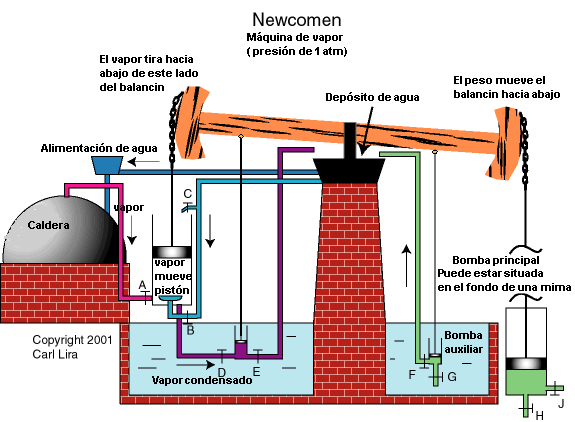 Newcomen
Máquina de vapor
(presión de 1 atm)
El vapor tira hacia
abajo de este lado
del balancin
El peso mueve el
balancin hacia abajo
Depósito de agua
Alimentación de agua
vapor
C
Caldera
vapor
mueve
pistón
A
B
Bomba principal
Puede estar situada
en el fondo de una mima
Copyright 2001
Carl Lira
Bomba
auxiliar
Vapor condensado
D
E
F
G
H
J